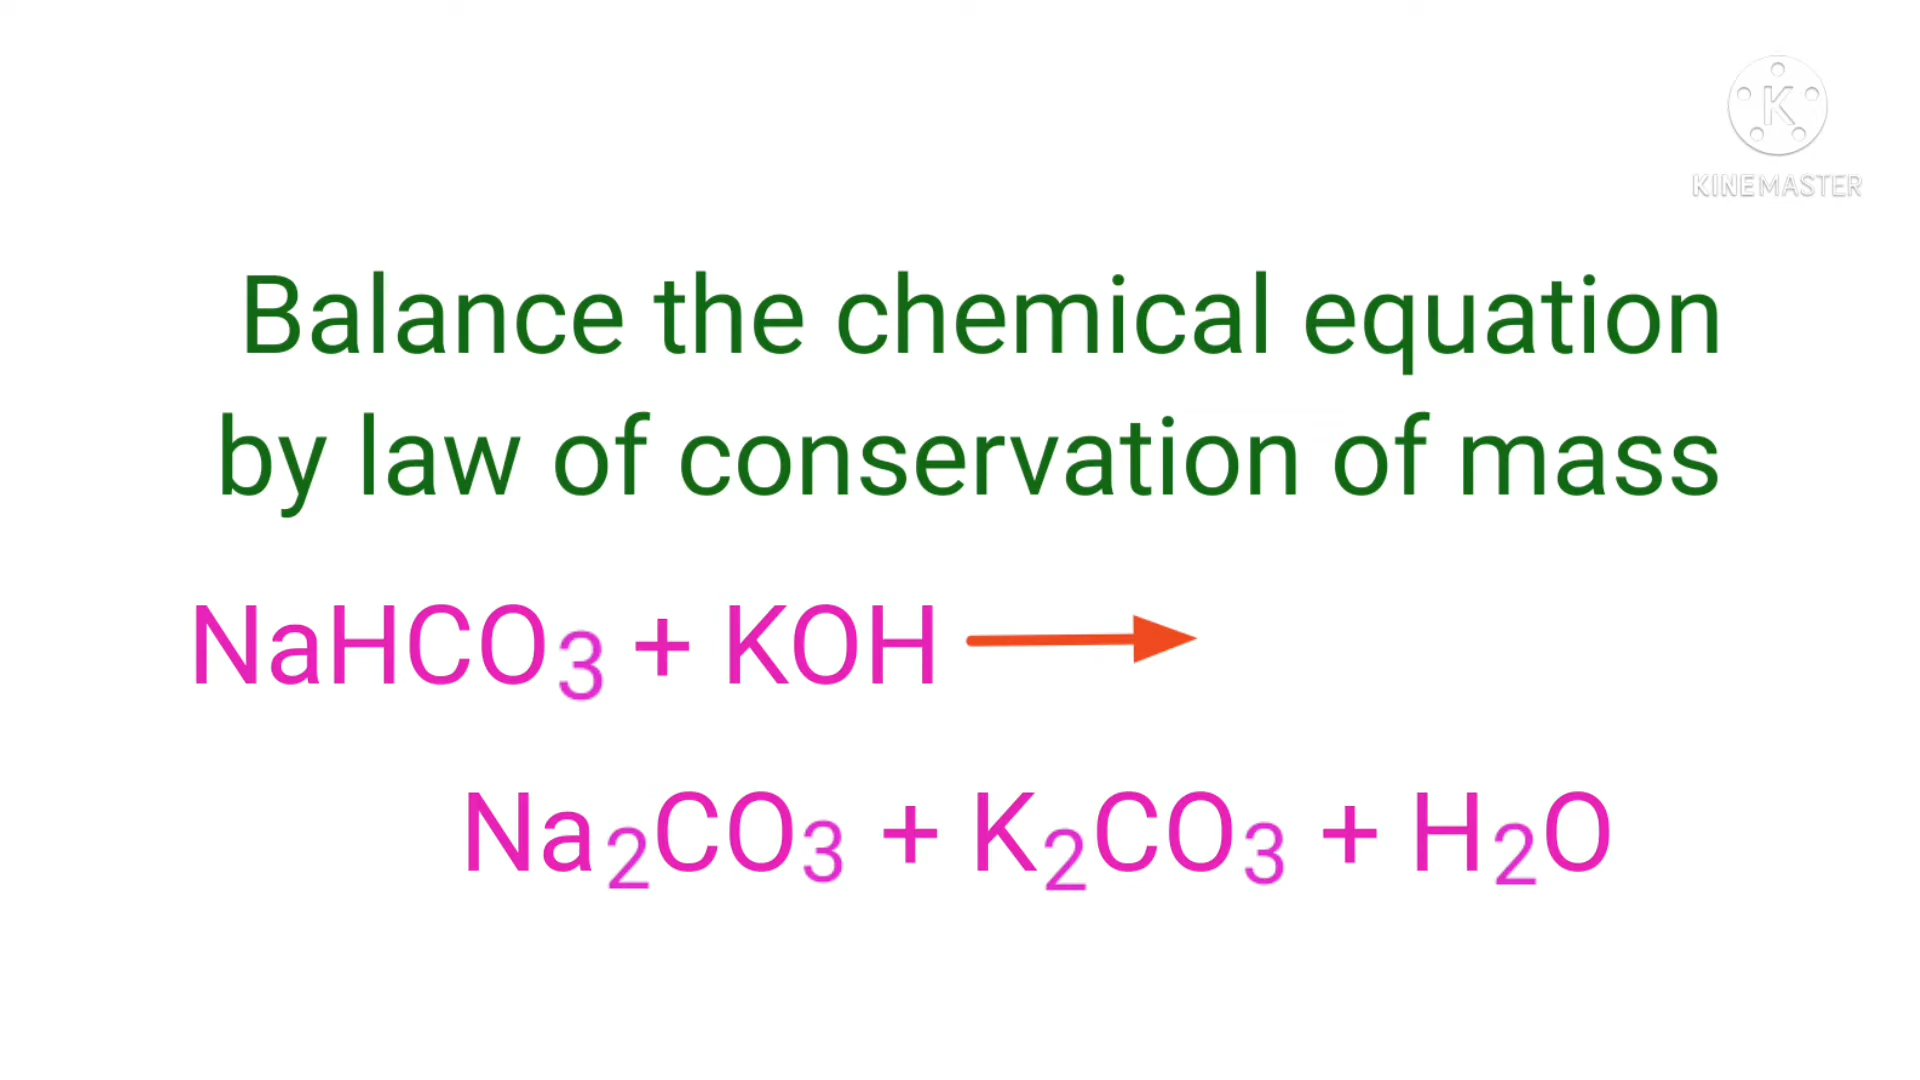 K
KINEMASTER
Balance the chemical equation
by law of conservation of mass
NaHCO₃ + KOH →
Na₂CO₃ + K₂CO₃ + H₂O